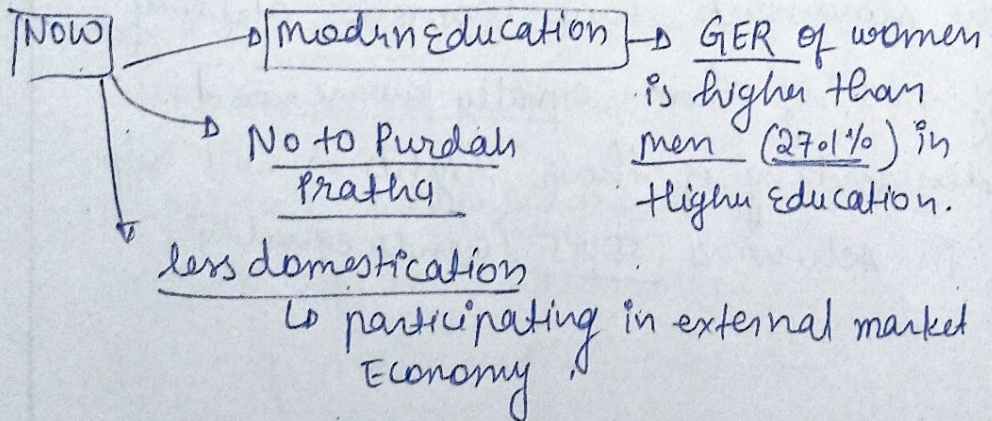 Now → Modern Education → GER of women
is higher than
men (27.1%) in
Higher Education.
→ No to Purdah
Pratha
→ less domestication
↳ participating in external market
Economy.